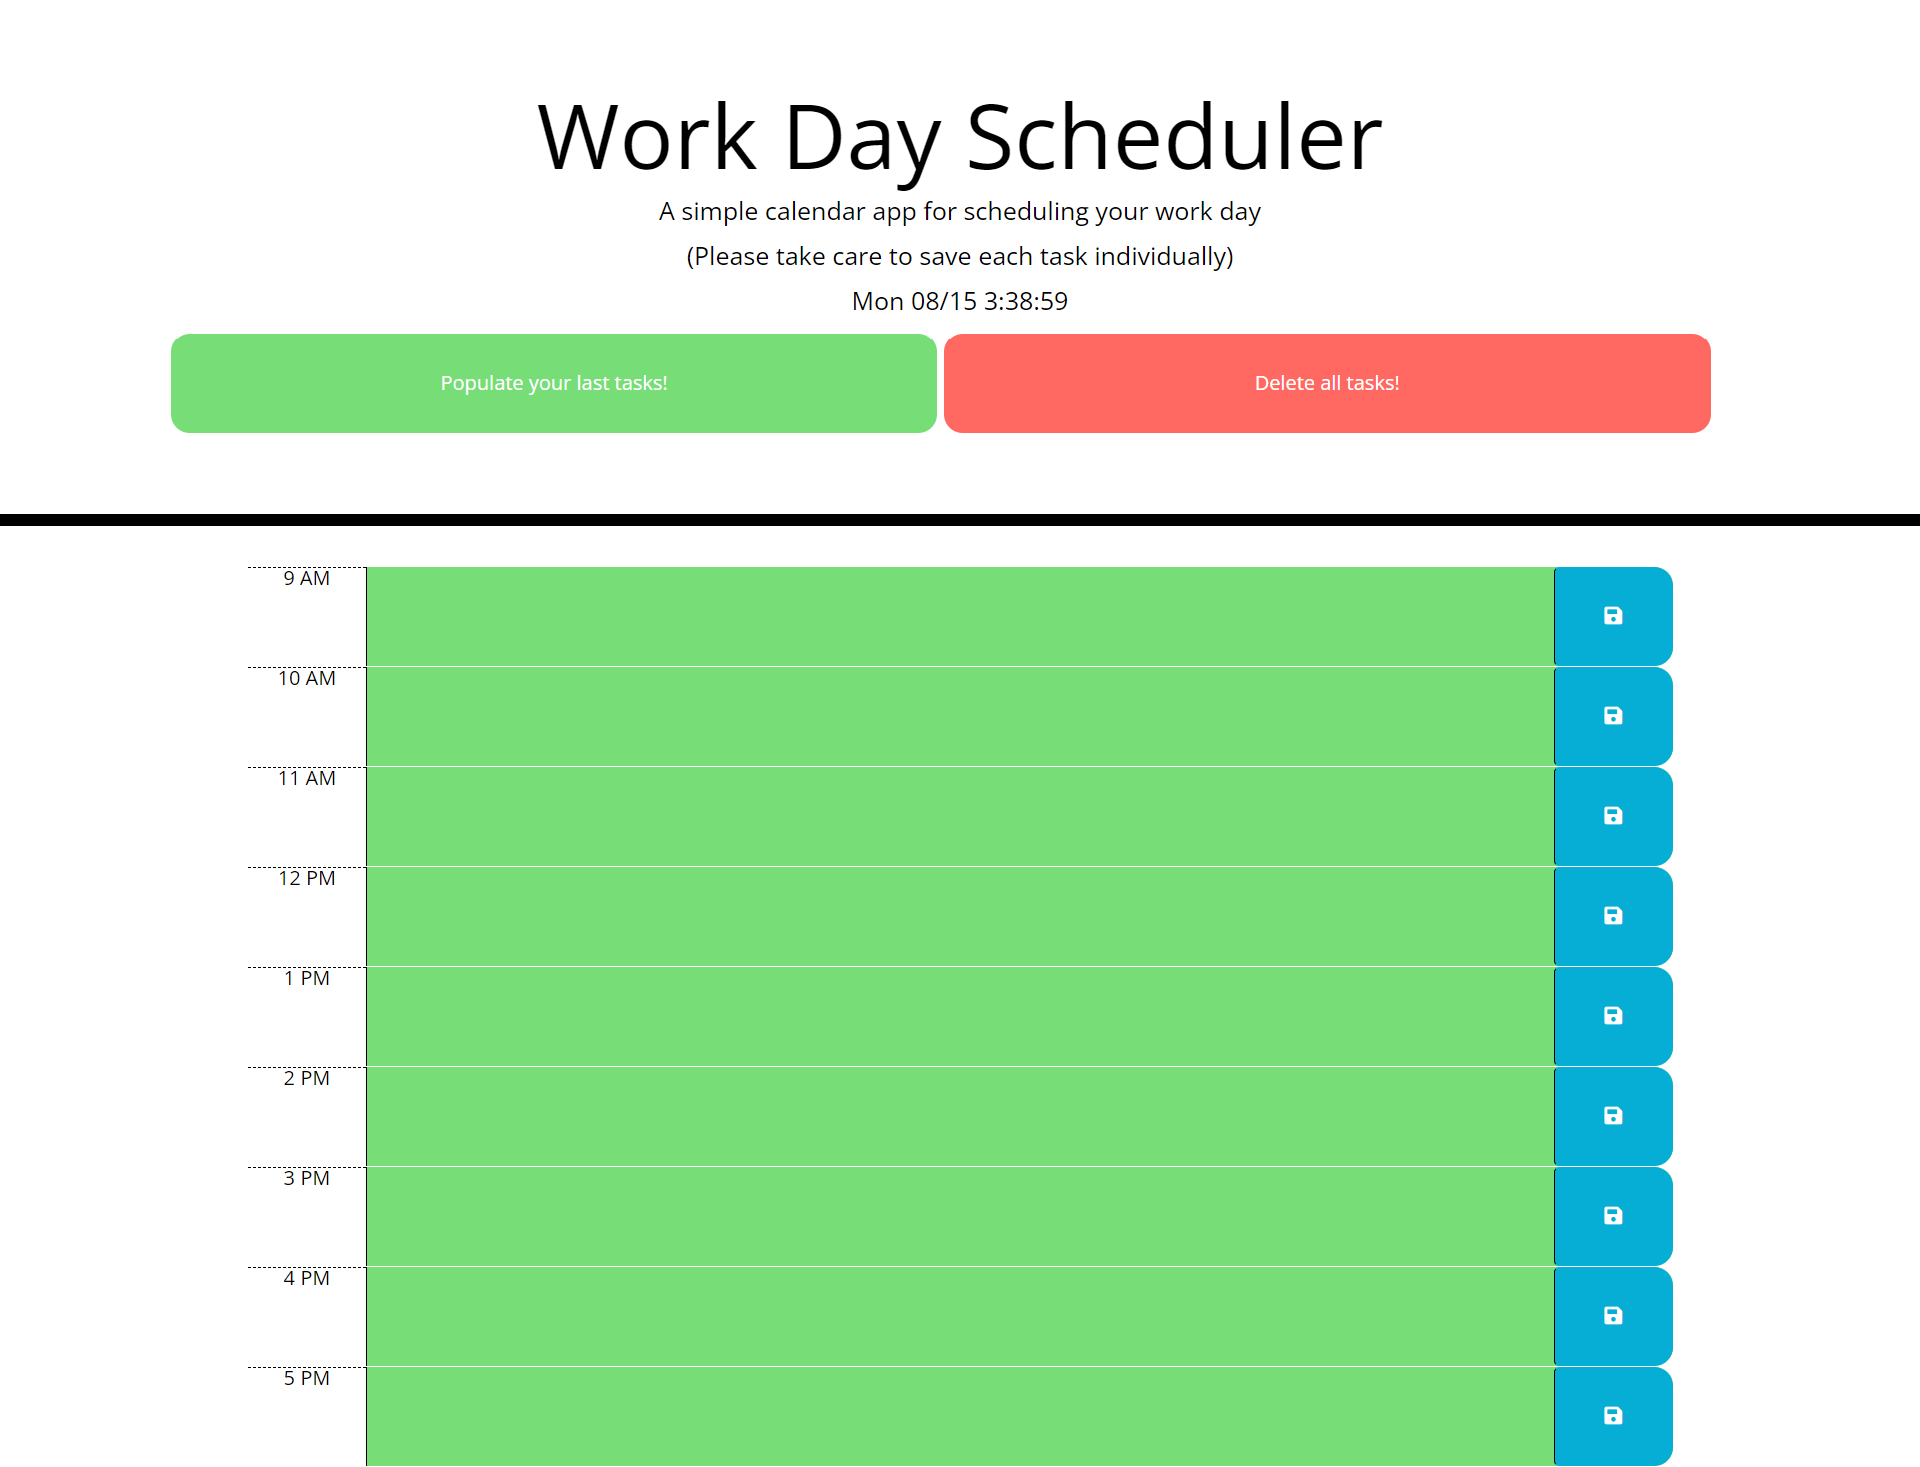 Work Day Scheduler
A simple calendar app for scheduling your work day
(Please take care to save each task individually)
Mon 08/15 3:38:59
Populate your last tasks!
Delete all tasks!
9 AM
10 AM
11 AM
12 PM
1 PM
2 PM
3 PM
4 PM
5 PM